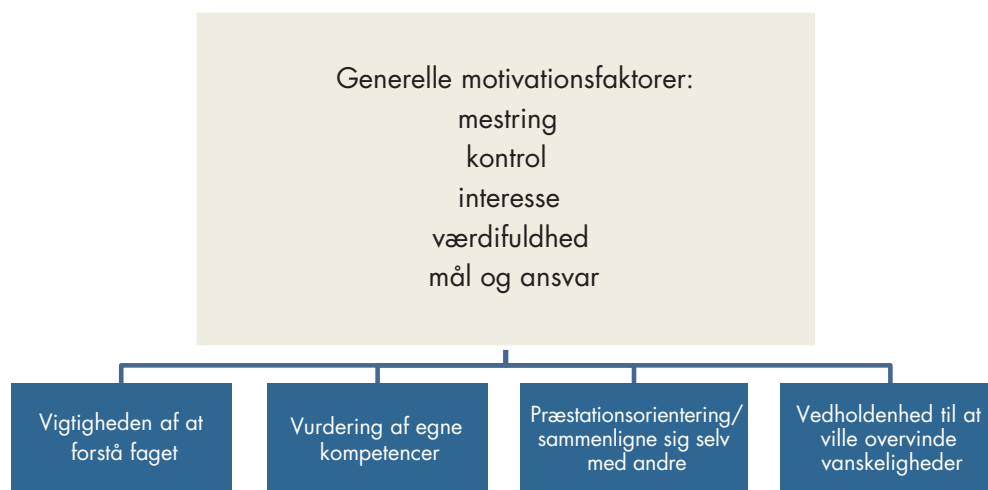 Generelle motivationsfaktorer:
mestring
kontrol
interesse
værdifuldhed
mål og ansvar
Vigtigheden af at
forstå faget
Vurdering af egne
kompetencer
Præstationsorientering/
sammenligne sig selv
med andre
Vedholdenhed til at
ville overvinde
vanskeligheder